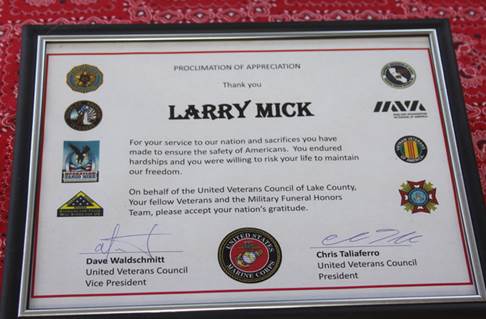 PROCLIMATION OF APPRECIATION
Thank you
LARRY MICK
For your service to our nation and sacrifices you have
made to ensure the safety of Americans. You endured
hardships and you were willing to risk your life to maintain
our freedom.
On behalf of the United Veterans Council of Lake County,
Your fellow Veterans and the Military Funeral Honors
Team, please accept your nation's gratitude.
Dave Waldschmitt
United Veterans Council
Vice President
UNITED STATES
MARINE CORPS
Chris Taliaferro
United Veterans Council
President
IAVA